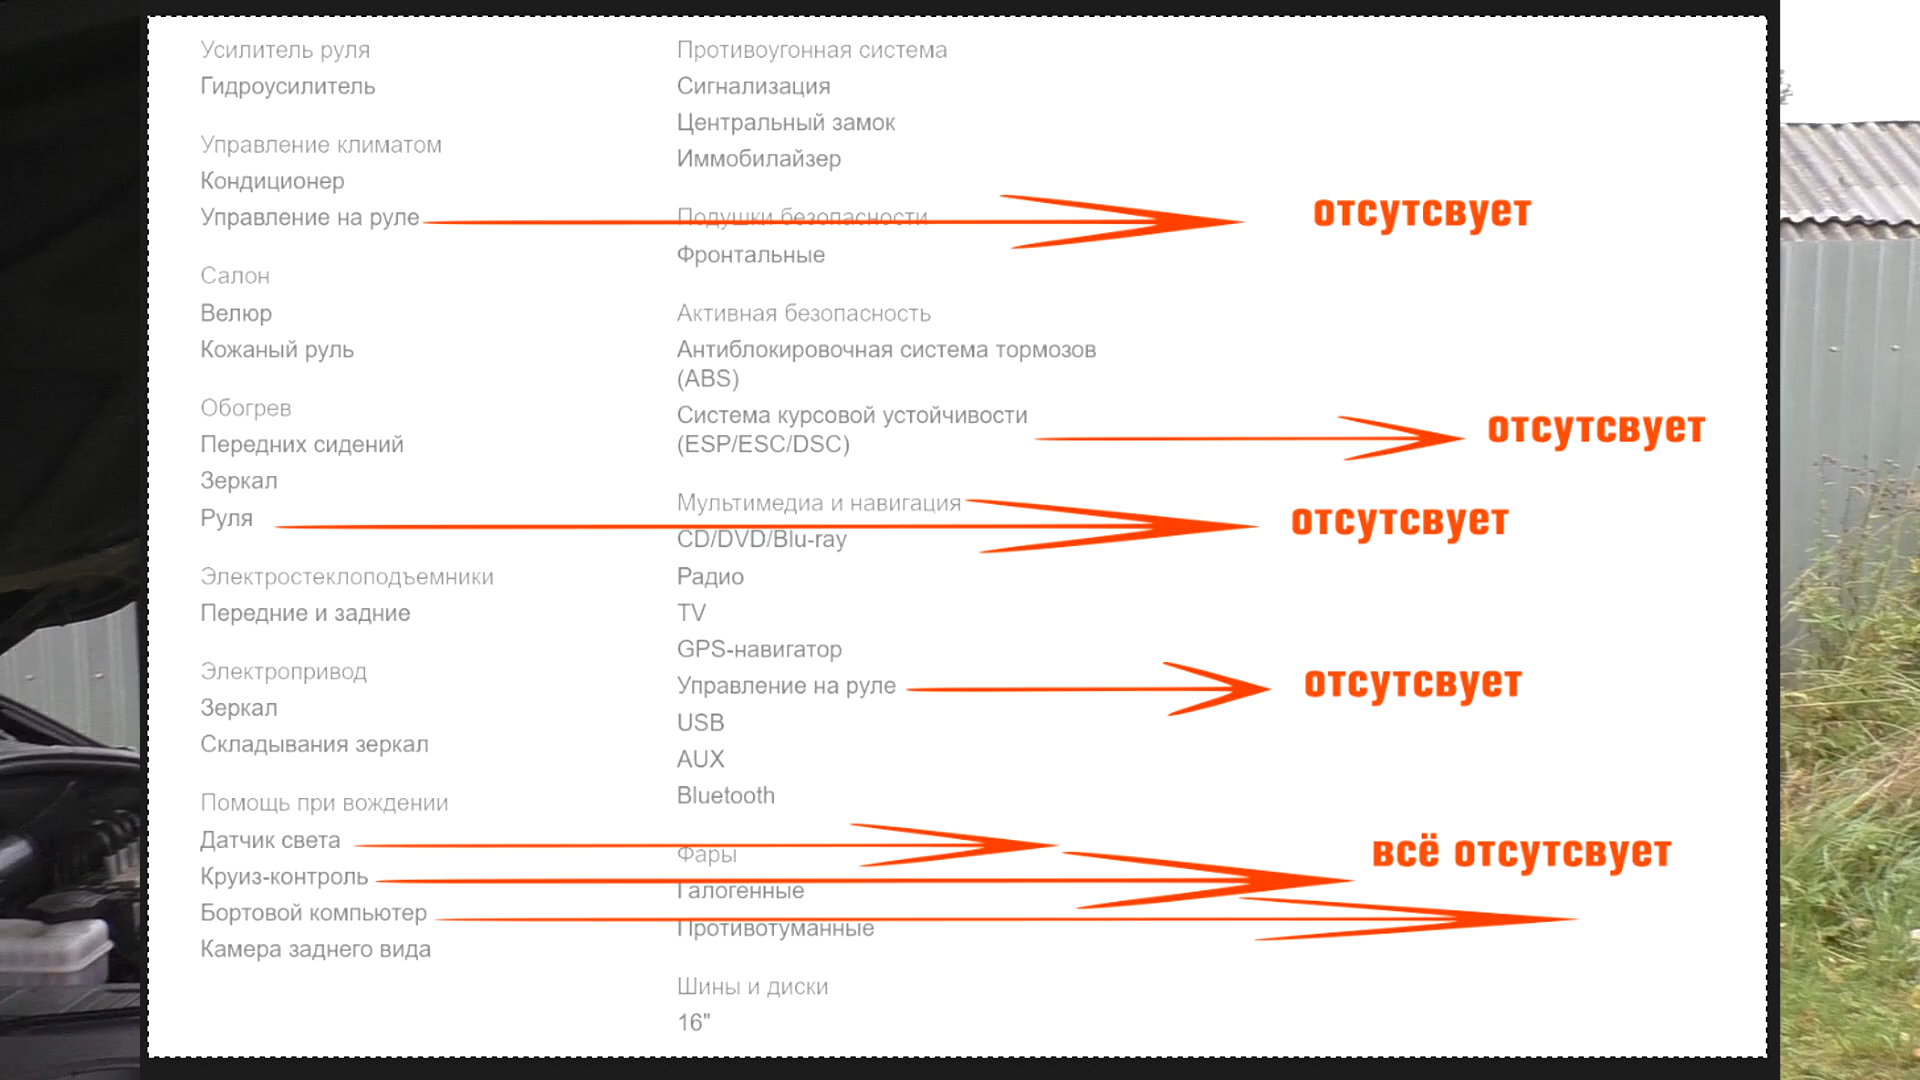 Усилитель руля
Гидроусилитель
Управление климатом
Кондиционер
Управление на руле
Салон
Велюр
Кожаный руль
Обогрев
Передних сидений
Зеркал
Руля
Электростеклоподъемники
Передние и задние
Электропривод
Зеркал
Складывания зеркал
Помощь при вождении
Датчик света
Круиз-контроль
Бортовой компьютер
Камера заднего вида
Противоугонная система
Сигнализация
Центральный замок
Иммобилайзер
Подушки безопасности
Фронтальные
Активная безопасность
Антиблокировочная система тормозов
(ABS)
Система курсовой устойчивости
(ESP/ESC/DSC)
Мультимедиа и навигация
CD/DVD/Blu-ray
Радио
TV
GPS-навигатор
Управление на руле
USB
AUX
Bluetooth
Фары
Галогенные
Противотуманные
Шины и диски
16"
отсутсвует
отсутсвует
отсутсвует
отсутсвует
всё отсутсвует